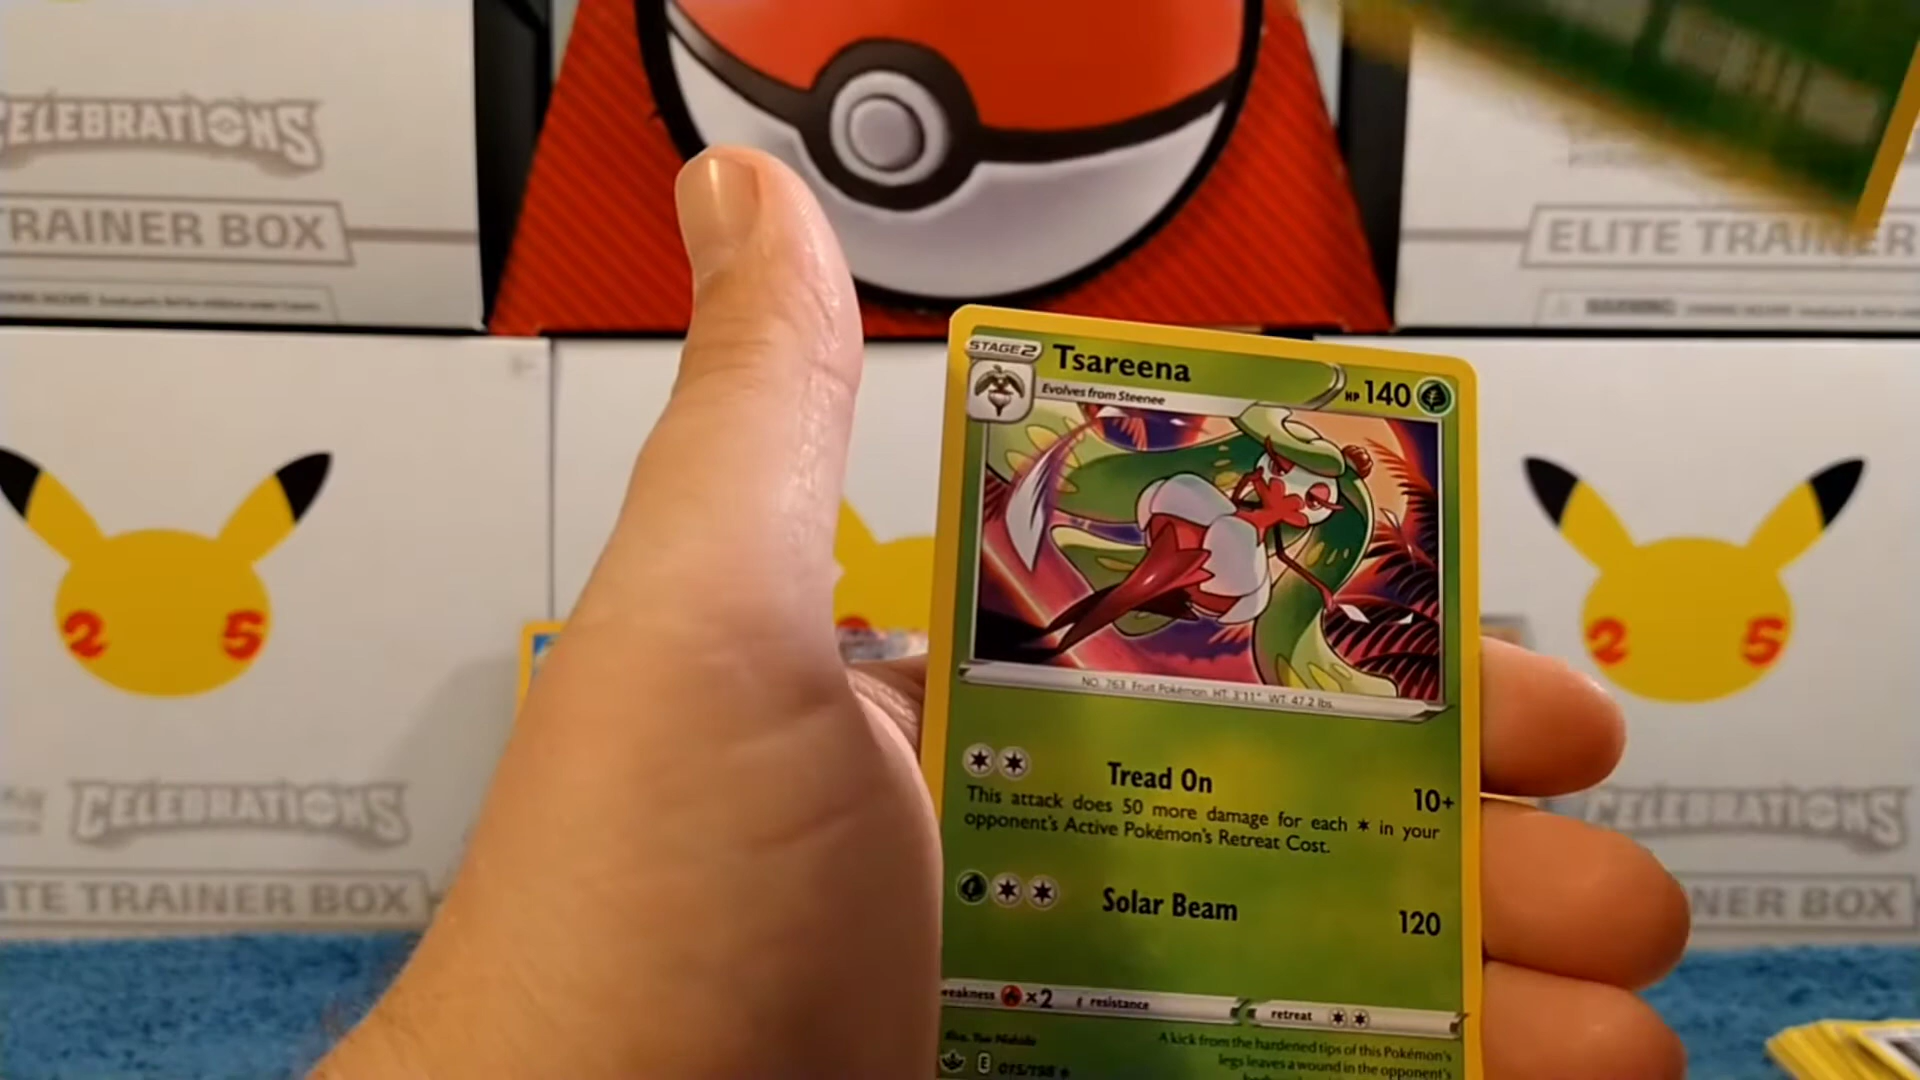 CELEBRATIONS
TRAINER BOX
ELITE TRAINER
WARNING:
STAGE 2
Tsareena
HP 140
Evolves from Steenee
2 5
2 5
NO. 763 Fruit Pokémon HT: 3'11" WT: 47.2 lbs.
Tread On
10+
This attack does 50 more damage for each ✶ in your
opponent's Active Pokémon's Retreat Cost.
Solar Beam
120
CELEBRATIONS
CELEBRATIONS
ITE TRAINER BOX
NER BOX
weakness ×2 resistance
retreat
Illus. Yuu Nishida
A kick from the hardened tips of this Pokémon's
legs leaves a wound in the opponent's
E 015/198